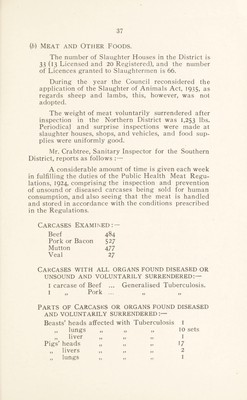 37
(b) MEAT AND OTHER FOODS.
The number of Slaughter Houses in the District is
33 (13 Licensed and 20 Registered), and the number
of Licences granted to Slaughtermen is 66.
During the year the Council reconsidered the
application of the Slaughter of Animals Act, 1935, as
regards sheep and lambs, this, however, was not
adopted.
The weight of meat voluntarily surrendered after
inspection in the Northern District was 1,253 lbs.
Periodical and surprise inspections were made at
slaughter houses, shops, and vehicles, and food sup-
plies were uniformly good.
Mr. Crabtree, Sanitary Inspector for the Southern
District, reports as follows :—
A considerable amount of time is given each week
in fulfilling the duties of the Public Health Meat Regu-
lations, 1924, comprising the inspection and prevention
of unsound or diseased carcases being sold for human
consumption, and also seeing that the meat is handled
and stored in accordance with the conditions prescribed
in the Regulations.
CARCASES EXAMINED :—
Beef 484
Pork or Bacon 527
Mutton 477
Veal 27
CARCASES WITH ALL ORGANS FOUND DISEASED OR
UNSOUND AND VOLUNTARILY SURRENDERED :—
1 carcase of Beef ... Generalised Tuberculosis.
1 „ Pork ... „ „
PARTS OF CARCASES OR ORGANS FOUND DISEASED
AND VOLUNTARILY SURRENDERED :—
Beasts' heads affected with Tuberculosis 1
„ lungs „ „ „ 10 sets
„ liver „ „ „ 1
Pigs' heads „ „ „ 17
„ livers „ „ „ 2
„ lungs „ „ „ 1